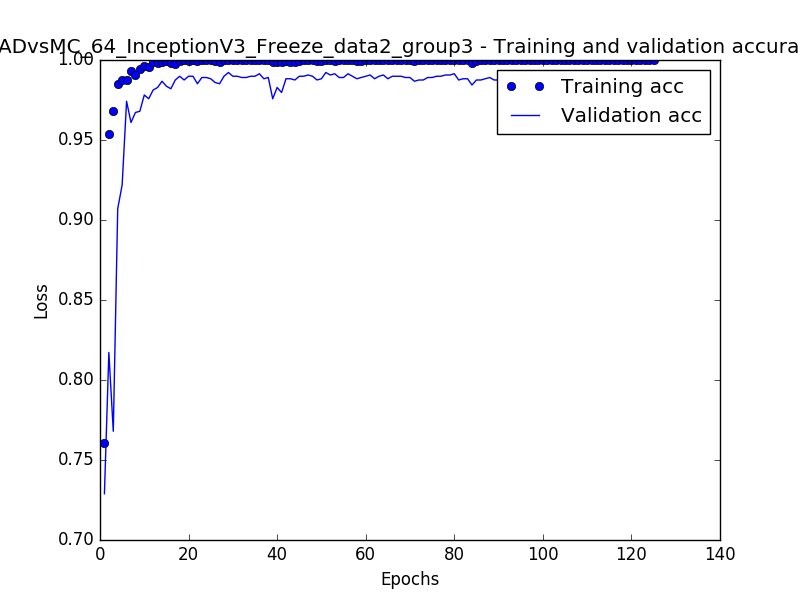 ADvsMC_64_InceptionV3_Freeze_data2_group3 - Training and validation accura
1.00
0.95
0.90
0.85
0.80
0.75
0.70
Loss
Training acc
Validation acc
0 20 40 60 80 100 120 140
Epochs